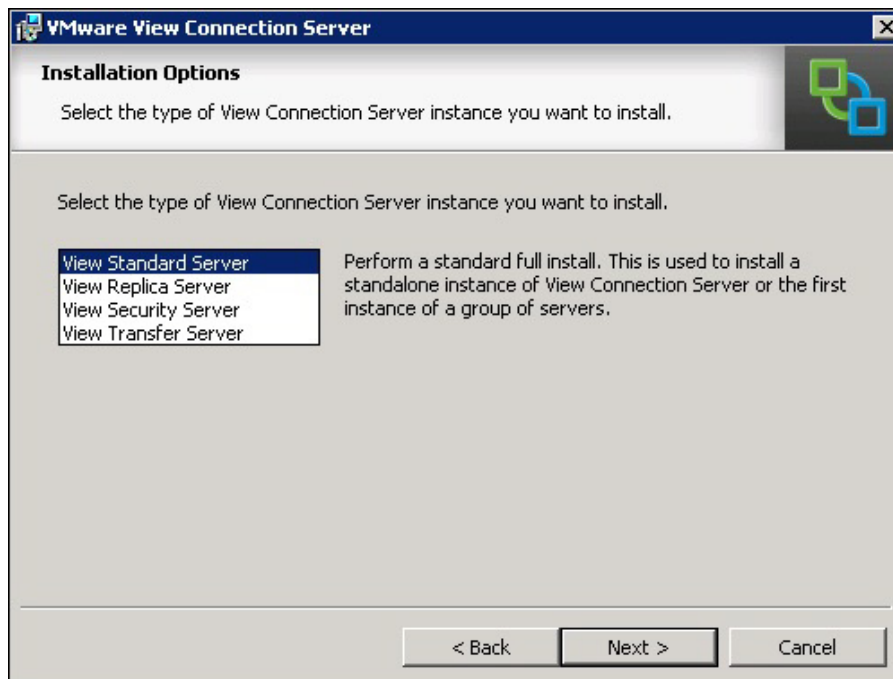 VMware View Connection Server
Installation Options
Select the type of View Connection Server instance you want to install.
Select the type of View Connection Server instance you want to install.
View Standard Server
View Replica Server
View Security Server
View Transfer Server
Perform a standard full install. This is used to install a
standalone instance of View Connection Server or the first
instance of a group of servers.
< Back
Next >
Cancel